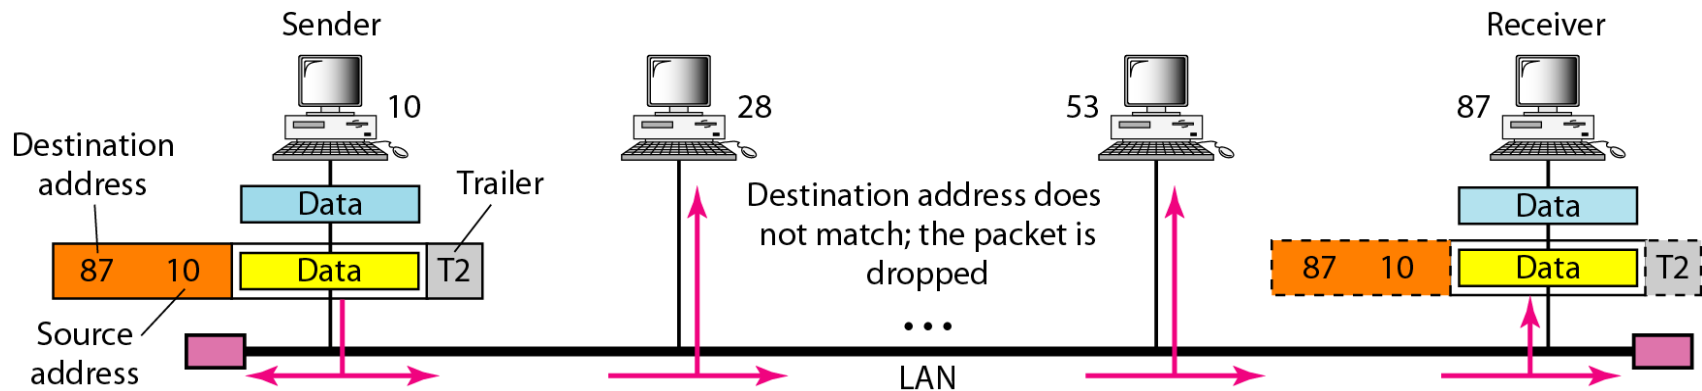 Sender
Receiver
10
28
53
87
Destination
address
Trailer
Data
Destination address does
not match; the packet is
dropped
Data
87 10
Data
T2
87 10
Data
T2
Source
address
...
LAN